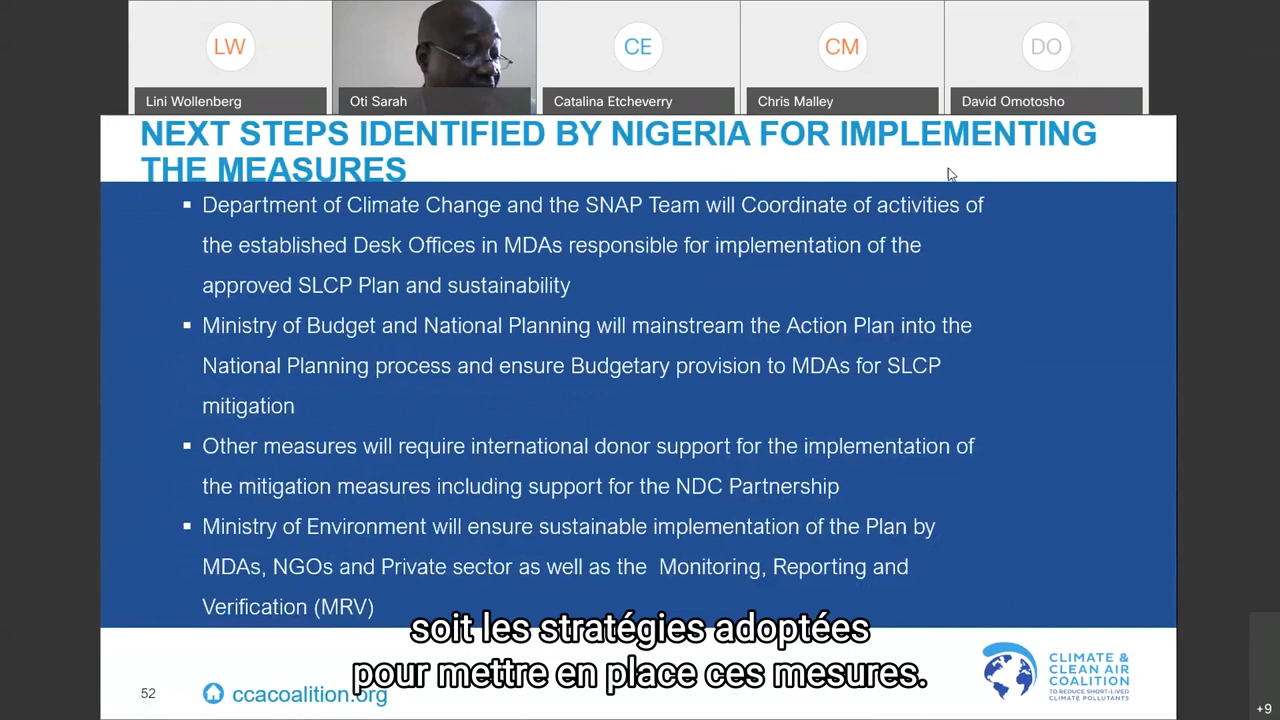 LW
CE
CM
DO
Lini Wollenberg
Oti Sarah
Catalina Etcheverry
Chris Malley
David Omotosho
NEXT STEPS IDENTIFIED BY NIGERIA FOR IMPLEMENTING
THE MEASURES
▪ Department of Climate Change and the SNAP Team will Coordinate of activities of
the established Desk Offices in MDAs responsible for implementation of the
approved SLCP Plan and sustainability
▪ Ministry of Budget and National Planning will mainstream the Action Plan into the
National Planning process and ensure Budgetary provision to MDAs for SLCP
mitigation
▪ Other measures will require international donor support for the implementation of
the mitigation measures including support for the NDC Partnership
▪ Ministry of Environment will ensure sustainable implementation of the Plan by
MDAs, NGOs and Private sector as well as the Monitoring, Reporting and
Verification (MRV)
soit les stratégies adoptées
pour mettre en place ces mesures.
52
ccacoalition.org
CLIMATE &
CLEAN AIR
COALITION
TO REDUCE SHORT-LIVED
CLIMATE POLLUTANTS
+9